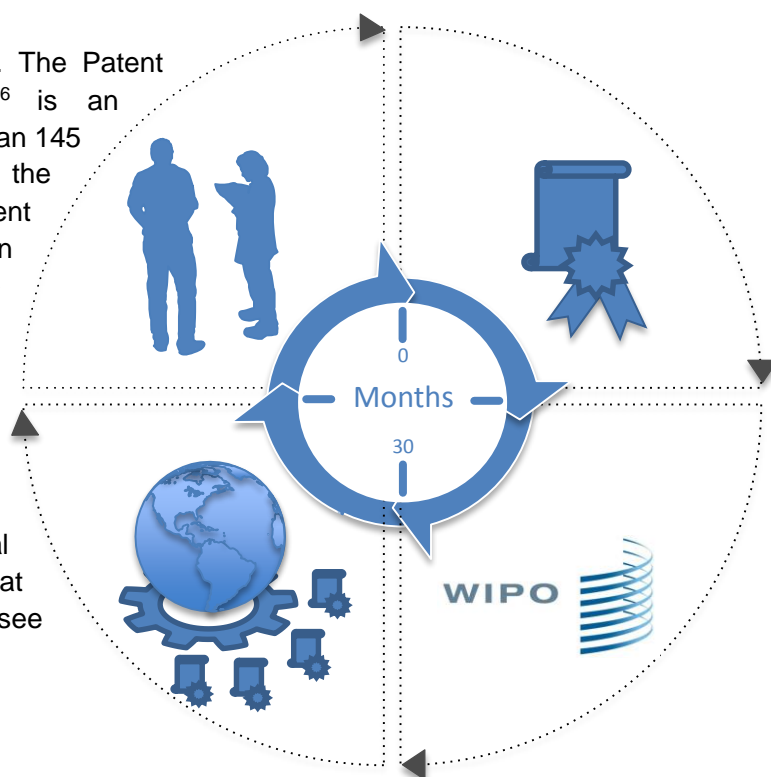 . The Patent
6 is an
an 145
the
ent
n
0
Months
30
al
at
see
WIPO